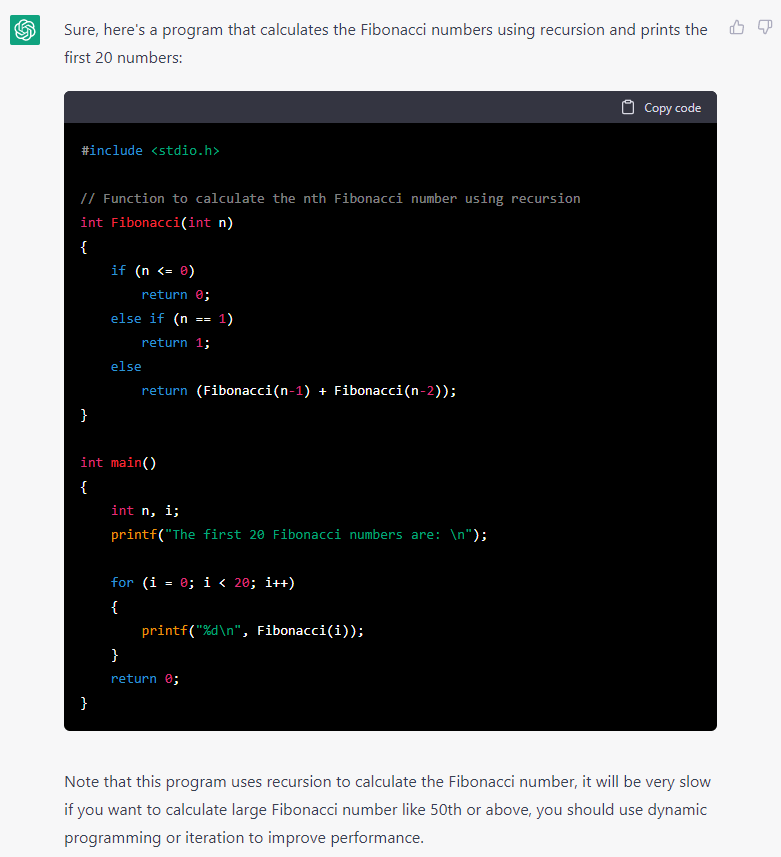 Sure, here's a program that calculates the Fibonacci numbers using recursion and prints the
first 20 numbers:
Copy code
#include <stdio.h>
// Function to calculate the nth Fibonacci number using recursion
int Fibonacci(int n)
{
    if (n <= 0)
        return 0;
    else if (n == 1)
        return 1;
    else
        return (Fibonacci(n-1) + Fibonacci(n-2));
}
int main()
{
    int n, i;
    printf("The first 20 Fibonacci numbers are: \n");
    for (i = 0; i < 20; i++)
    {
        printf("%d\n", Fibonacci(i));
    }
    return 0;
}
Note that this program uses recursion to calculate the Fibonacci number, it will be very slow
if you want to calculate large Fibonacci number like 50th or above, you should use dynamic
programming or iteration to improve performance.